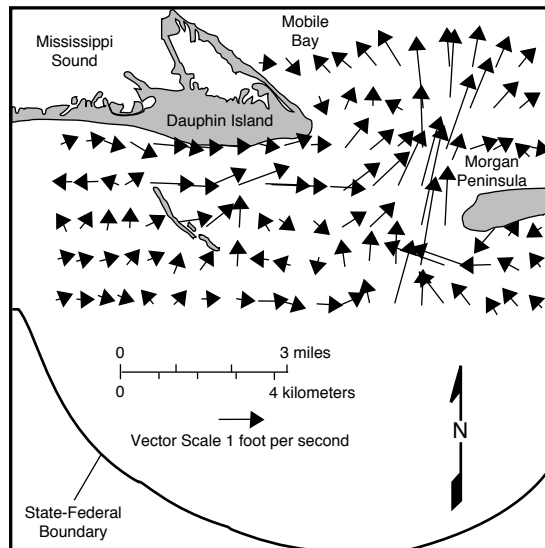 Mobile
Bay
Mississippi
Sound
Dauphin Island
Morgan
Peninsula
0 3 miles
0 4 kilometers
Vector Scale 1 foot per second
N
State-Federal
Boundary